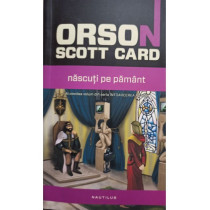 ORSON
SCOTT CARD
născuți pe pământ
NAUTILUS